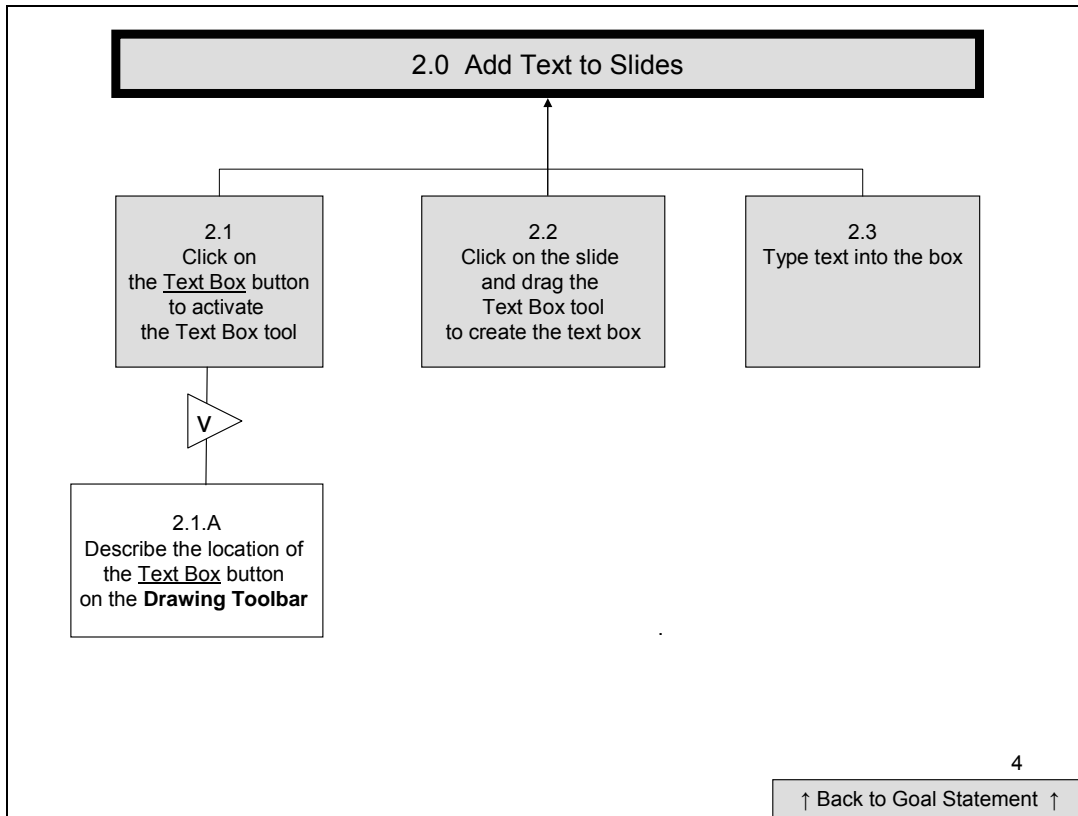 2.0 Add Text to Slides
2.1
Click on
the Text Box button
to activate
the Text Box tool
2.2
Click on the slide
and drag the
Text Box tool
to create the text box
2.3
Type text into the box
V
2.1.A
Describe the location of
the Text Box button
on the Drawing Toolbar
.
4
↑ Back to Goal Statement ↑